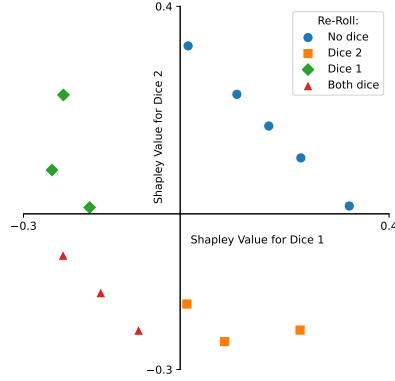 0.4
Re-Roll:
No dice
Dice 2
Dice 1
Both dice
Shapley Value for Dice 2
−0.3
0.4
Shapley Value for Dice 1
−0.3